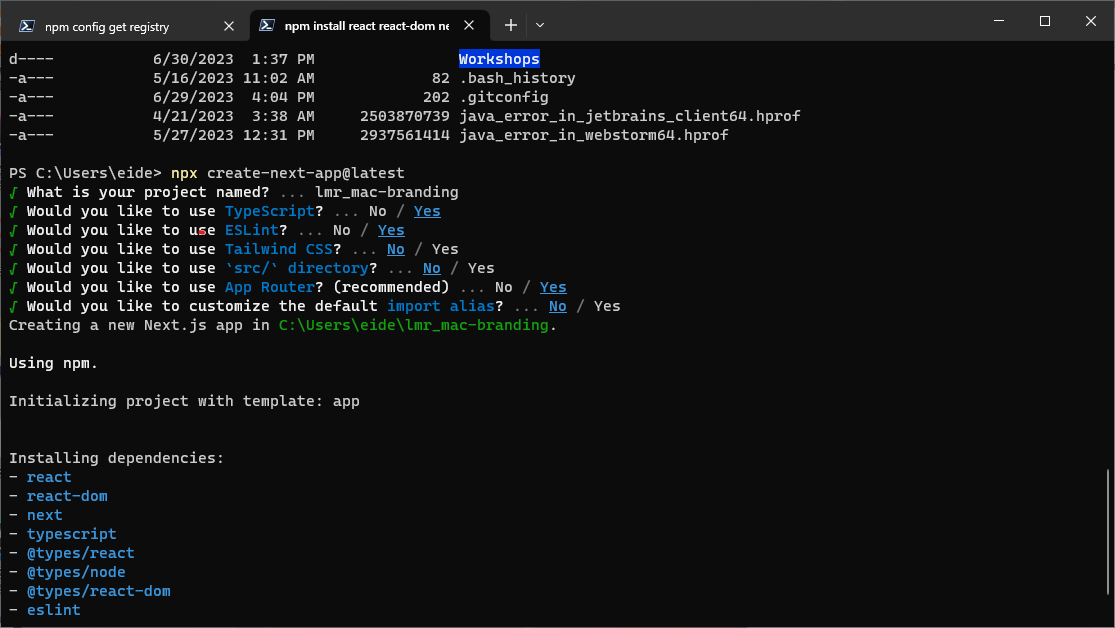 npm config get registry
npm install react react-dom ne
d---- 6/30/2023 1:37 PM Workshops
-a--- 5/16/2023 11:02 AM 82 .bash_history
-a--- 6/29/2023 4:04 PM 202 .gitconfig
-a--- 4/21/2023 3:38 AM 2503870739 java_error_in_jetbrains_client64.hprof
-a--- 5/27/2023 12:31 PM 2937561414 java_error_in_webstorm64.hprof
PS C:\Users\eide> npx create-next-app@latest
√ What is your project named? ... lmr_mac-branding
√ Would you like to use TypeScript? ... No / Yes
√ Would you like to use ESLint? ... No / Yes
√ Would you like to use Tailwind CSS? ... No / Yes
√ Would you like to use `src/` directory? ... No / Yes
√ Would you like to use App Router? (recommended) ... No / Yes
√ Would you like to customize the default import alias? ... No / Yes
Creating a new Next.js app in C:\Users\eide\lmr_mac-branding.
Using npm.
Initializing project with template: app
Installing dependencies:
- react
- react-dom
- next
- typescript
- @types/react
- @types/node
- @types/react-dom
- eslint